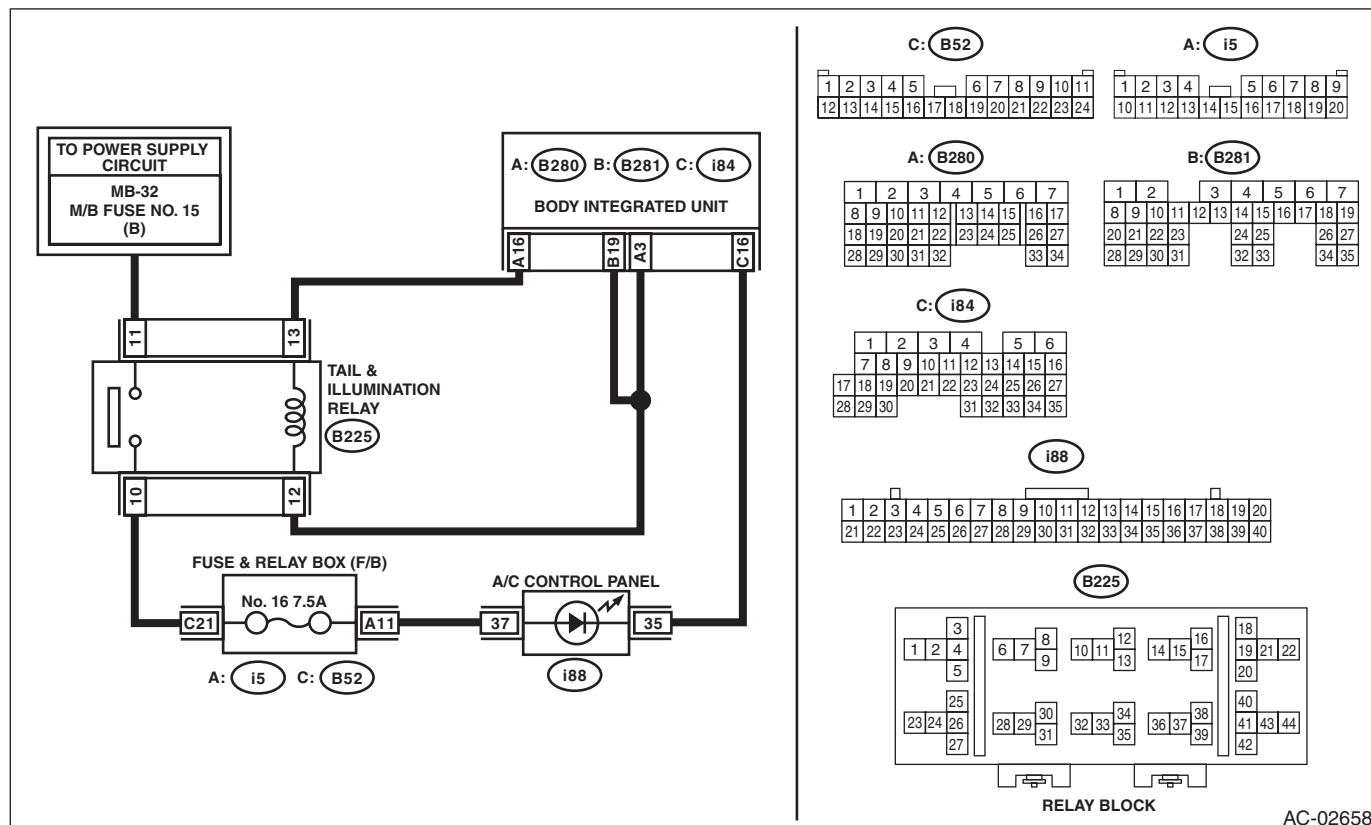 TO POWER SUPPLY
CIRCUIT
MB-32
M/B FUSE NO. 15
(B)
A: B280 B: B281 C: i84
BODY INTEGRATED UNIT
A16 B19 A3 C16
11 13
TAIL &
ILLUMINATION
RELAY
B225
10 12
FUSE & RELAY BOX (F/B)
C21 No. 16 7.5A A11
A: i5 C: B52
A/C CONTROL PANEL
37 35
i88
C: B52
1 2 3 4 5 6 7 8 9 10 11
12 13 14 15 16 17 18 19 20 21 22 23 24
A: i5
1 2 3 4 5 6 7 8 9
10 11 12 13 14 15 16 17 18 19 20
A: B280
1 2 3 4 5 6 7
8 9 10 11 12 13 14 15 16 17
18 19 20 21 22 23 24 25 26 27
28 29 30 31 32 33 34
B: B281
1 2 3 4 5 6 7
8 9 10 11 12 13 14 15 16 17 18 19
20 21 22 23 24 25 26 27
28 29 30 31 32 33 34 35
C: i84
1 2 3 4 5 6
7 8 9 10 11 12 13 14 15 16
17 18 19 20 21 22 23 24 25 26 27
28 29 30 31 32 33 34 35
i88
1 2 3 4 5 6 7 8 9 10 11 12 13 14 15 16 17 18 19 20
21 22 23 24 25 26 27 28 29 30 31 32 33 34 35 36 37 38 39 40
B225
3 8 12 16 18
1 2 4 6 7 10 11 14 15 19 21 22
5 9 13 17 20
25 30 34 38 40
23 24 26 28 29 32 33 36 37 41 43 44
27 31 35 39 42
RELAY BLOCK
AC-02658